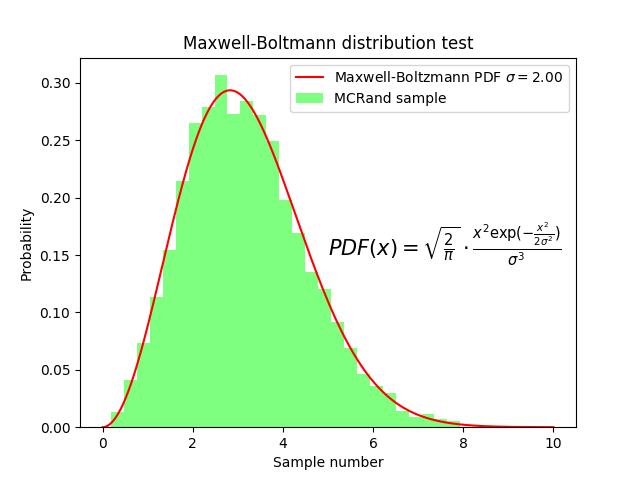 Maxwell-Boltmann distribution test
Maxwell-Boltzmann PDF σ = 2.00
MCRand sample
PDF(x) = √(2/π) · x² exp(−x²/2σ²) / σ³
Probability
0.30
0.25
0.20
0.15
0.10
0.05
0.00
0 2 4 6 8 10
Sample number